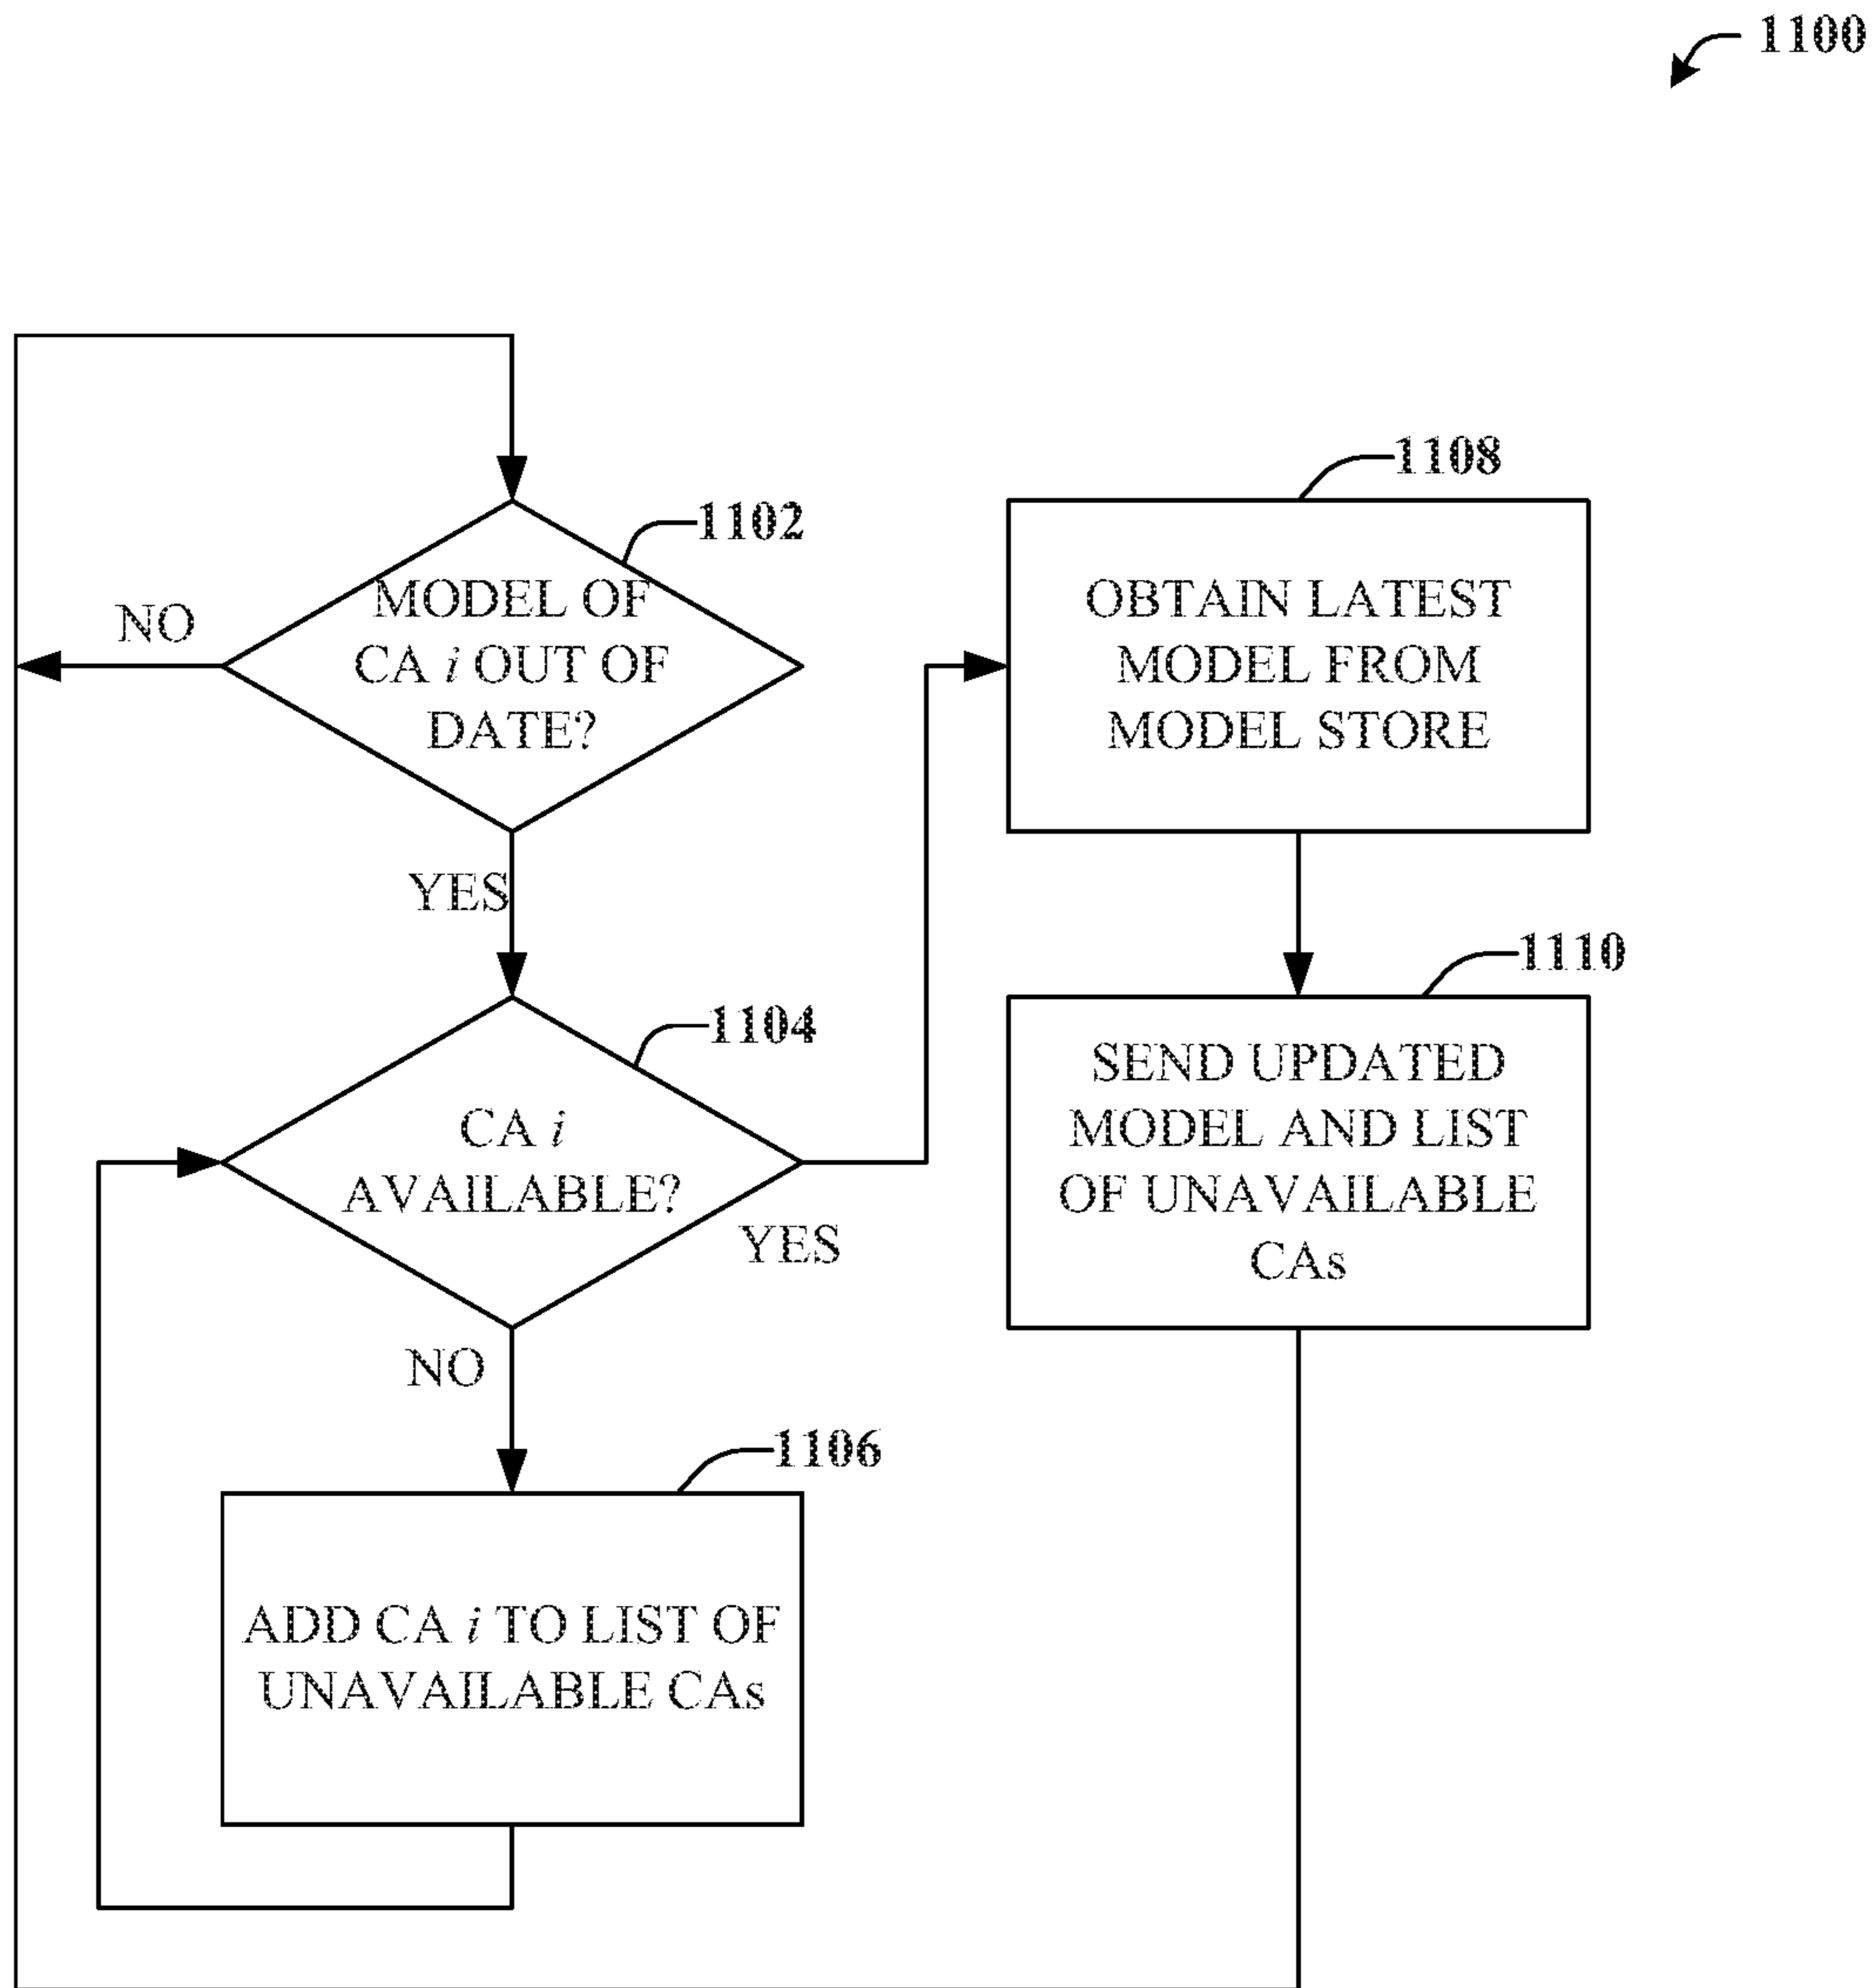 1100
1102
MODEL OF
CA i OUT OF
DATE?
NO
YES
1104
CA i
AVAILABLE?
YES
NO
1106
ADD CA i TO LIST OF
UNAVAILABLE CAs
1108
OBTAIN LATEST
MODEL FROM
MODEL STORE
1110
SEND UPDATED
MODEL AND LIST
OF UNAVAILABLE
CAs